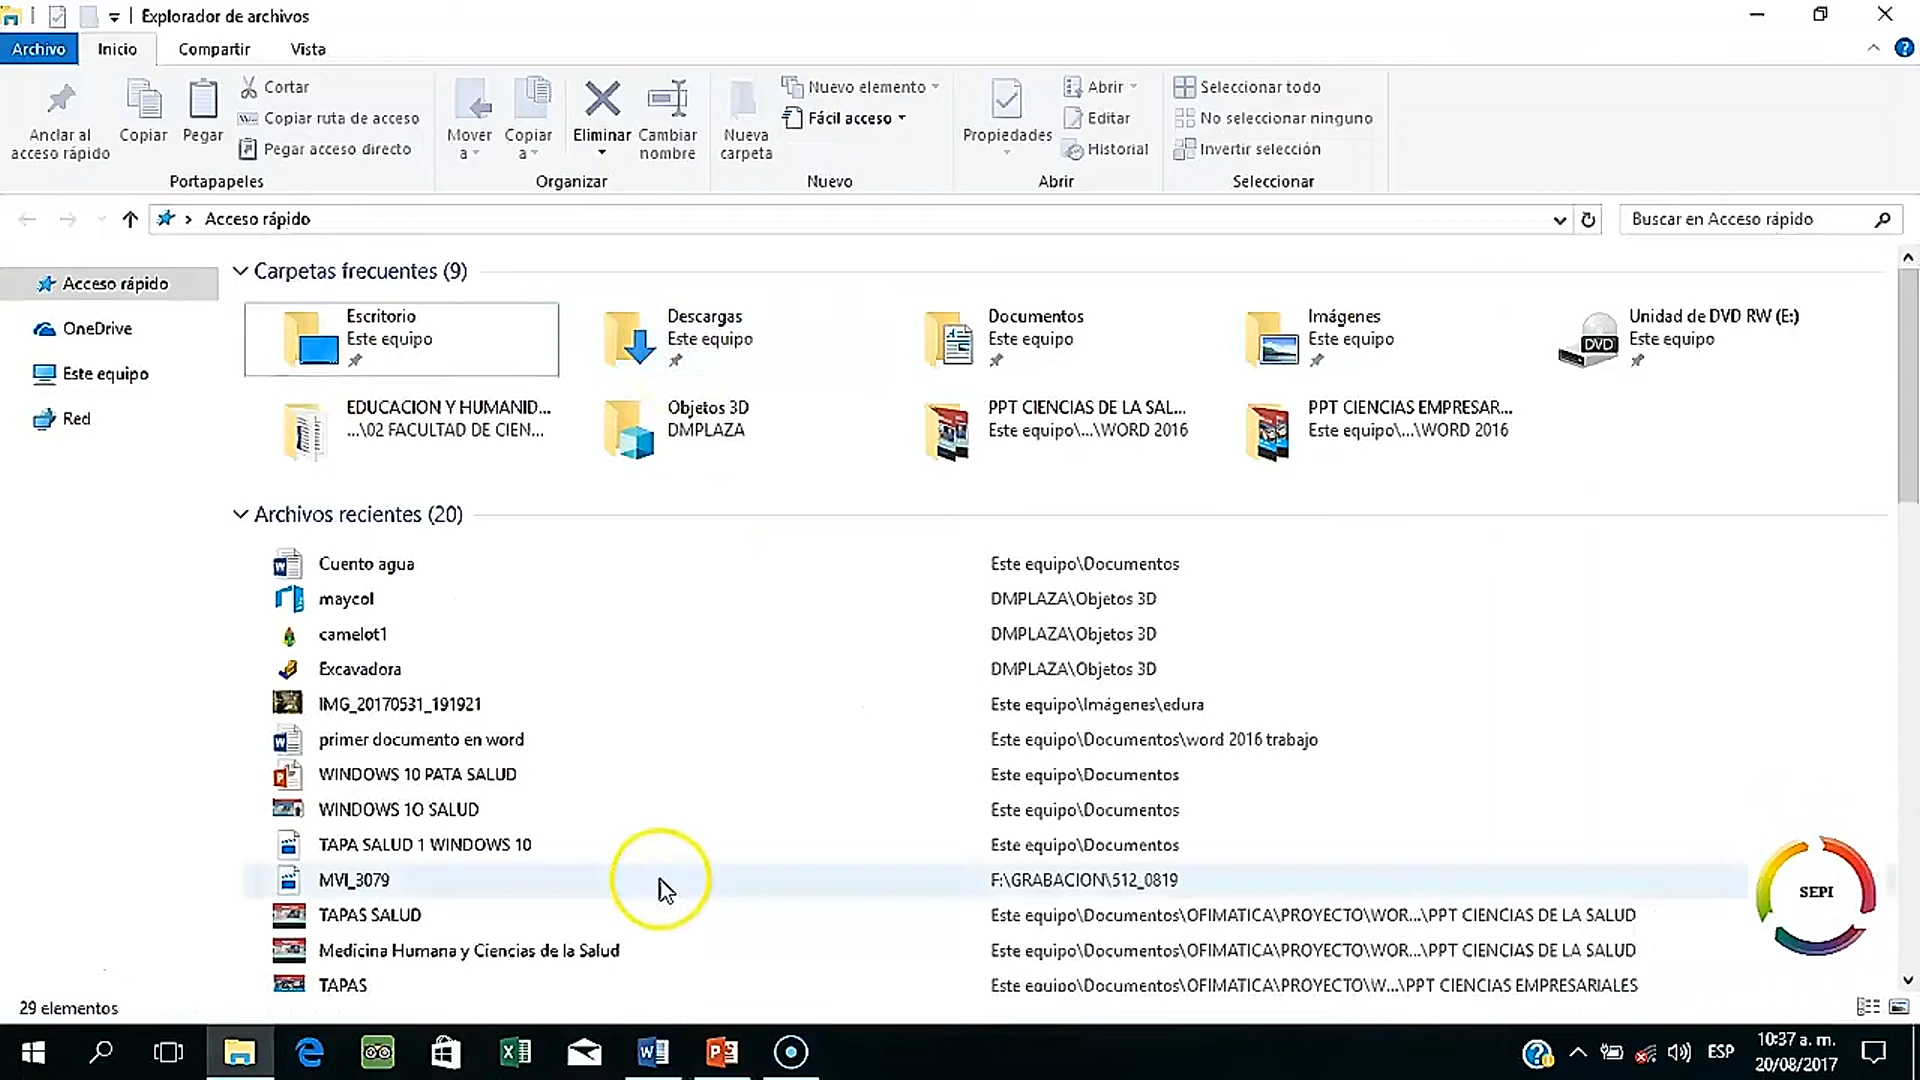 Explorador de archivos
Archivo Inicio Compartir Vista
Anclar al acceso rápido
Copiar
Pegar
Cortar
Copiar ruta de acceso
Pegar acceso directo
Portapapeles
Mover a
Copiar a
Eliminar
Cambiar nombre
Organizar
Nueva carpeta
Nuevo elemento
Fácil acceso
Nuevo
Propiedades
Abrir
Editar
Historial
Abrir
Seleccionar todo
No seleccionar ninguno
Invertir selección
Seleccionar
Acceso rápido
Buscar en Acceso rápido
Acceso rápido
OneDrive
Este equipo
Red
Carpetas frecuentes (9)
Escritorio
Este equipo
Descargas
Este equipo
Documentos
Este equipo
Imágenes
Este equipo
DVD
Unidad de DVD RW (E:)
Este equipo
EDUCACION Y HUMANID...
...\02 FACULTAD DE CIEN...
Objetos 3D
DMPLAZA
PPT CIENCIAS DE LA SAL...
Este equipo\...\WORD 2016
PPT CIENCIAS EMPRESAR...
Este equipo\...\WORD 2016
Archivos recientes (20)
Cuento agua Este equipo\Documentos
maycol DMPLAZA\Objetos 3D
camelot1 DMPLAZA\Objetos 3D
Excavadora DMPLAZA\Objetos 3D
IMG_20170531_191921 Este equipo\Imágenes\edura
primer documento en word Este equipo\Documentos\word 2016 trabajo
WINDOWS 10 PATA SALUD Este equipo\Documentos
WINDOWS 1O SALUD Este equipo\Documentos
TAPA SALUD 1 WINDOWS 10 Este equipo\Documentos
MVI_3079 F:\GRABACION\512_0819
TAPAS SALUD Este equipo\Documentos\OFIMATICA\PROYECTO\WOR...\PPT CIENCIAS DE LA SALUD
Medicina Humana y Ciencias de la Salud Este equipo\Documentos\OFIMATICA\PROYECTO\WOR...\PPT CIENCIAS DE LA SALUD
TAPAS Este equipo\Documentos\OFIMATICA\PROYECTO\W...\PPT CIENCIAS EMPRESARIALES
SEPI
29 elementos
ESP
10:37 a. m.
20/08/2017